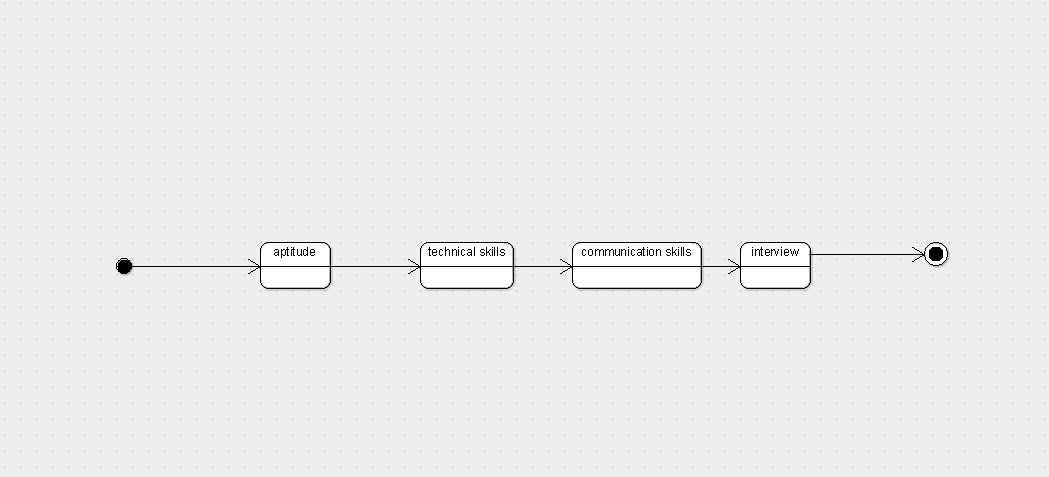 aptitude
technical skills
communication skills
interview